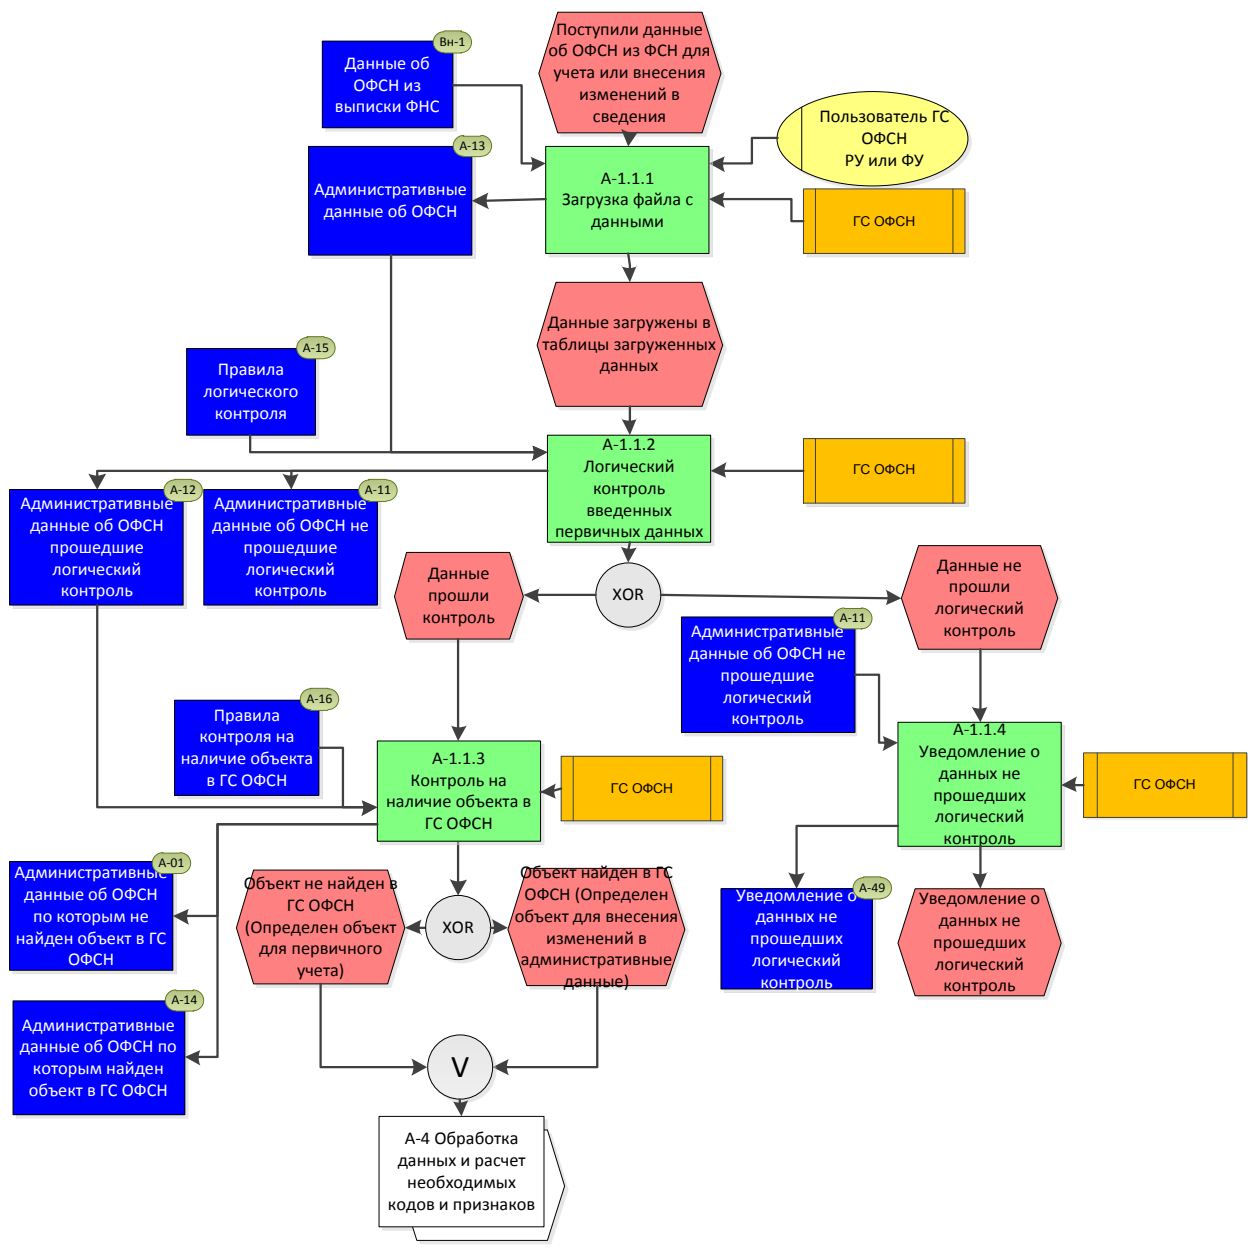 Поступили данные
об ОФСН из ФСН для
учета или внесения
изменений в
сведения
Вн-1
Данные об
ОФСН из
выписки ФНС
Пользователь ГС
ОФСН
РУ или ФУ
А-13
Административные
данные об ОФСН
А-1.1.1
Загрузка файла с
данными
ГС ОФСН
Данные загружены в
таблицы загруженных
данных
А-15
Правила
логического
контроля
А-1.1.2
Логический
контроль
введенных
первичных данных
ГС ОФСН
А-12
Административные
данные об ОФСН
прошедшие
логический
контроль
А-11
Административные
данные об ОФСН не
прошедшие
логический
контроль
Данные
прошли
контроль
XOR
Данные не
прошли
логический
контроль
А-11
Административные
данные об ОФСН не
прошедшие
логический
контроль
А-16
Правила
контроля на
наличие объекта
в ГС ОФСН
А-1.1.3
Контроль на
наличие объекта в
ГС ОФСН
ГС ОФСН
А-1.1.4
Уведомление о
данных не
прошедших
логический
контроль
ГС ОФСН
А-01
Административные
данные об ОФСН
по которым не
найден объект в ГС
ОФСН
Объект не найден в
ГС ОФСН
(Определен объект
для первичного
учета)
XOR
Объект найден в ГС
ОФСН (Определен
объект для внесения
изменений в
административные
данные)
А-49
Уведомление о
данных не
прошедших
логический
контроль
Уведомление о
данных не
прошедших
логический
контроль
А-14
Административные
данные об ОФСН по
которым найден
объект в ГС ОФСН
V
А-4 Обработка
данных и расчет
необходимых
кодов и признаков